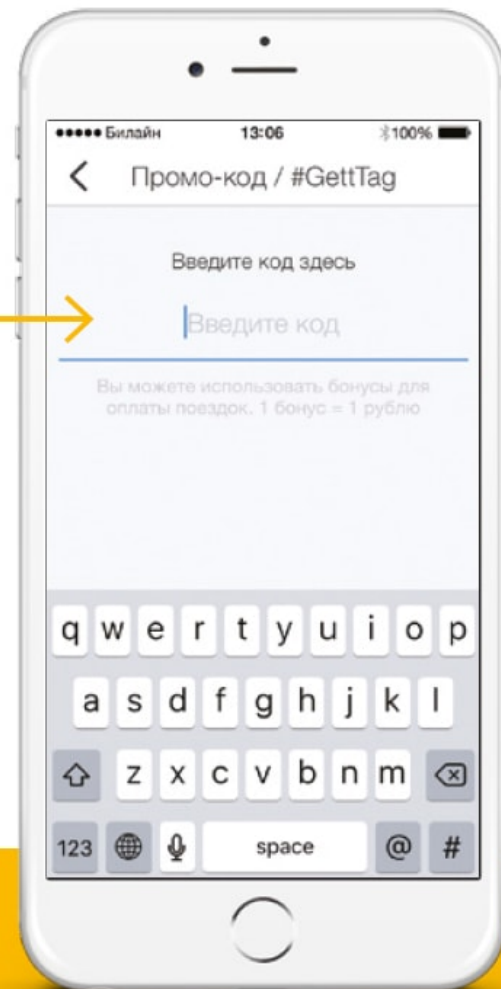 Билайн 13:06 100%
Промо-код / #GettTag
Введите код здесь
Введите код
Вы можете использовать бонусы для
оплаты поездок. 1 бонус = 1 рублю
q w e r t y u i o p
a s d f g h j k l
z x c v b n m
123 space @ #